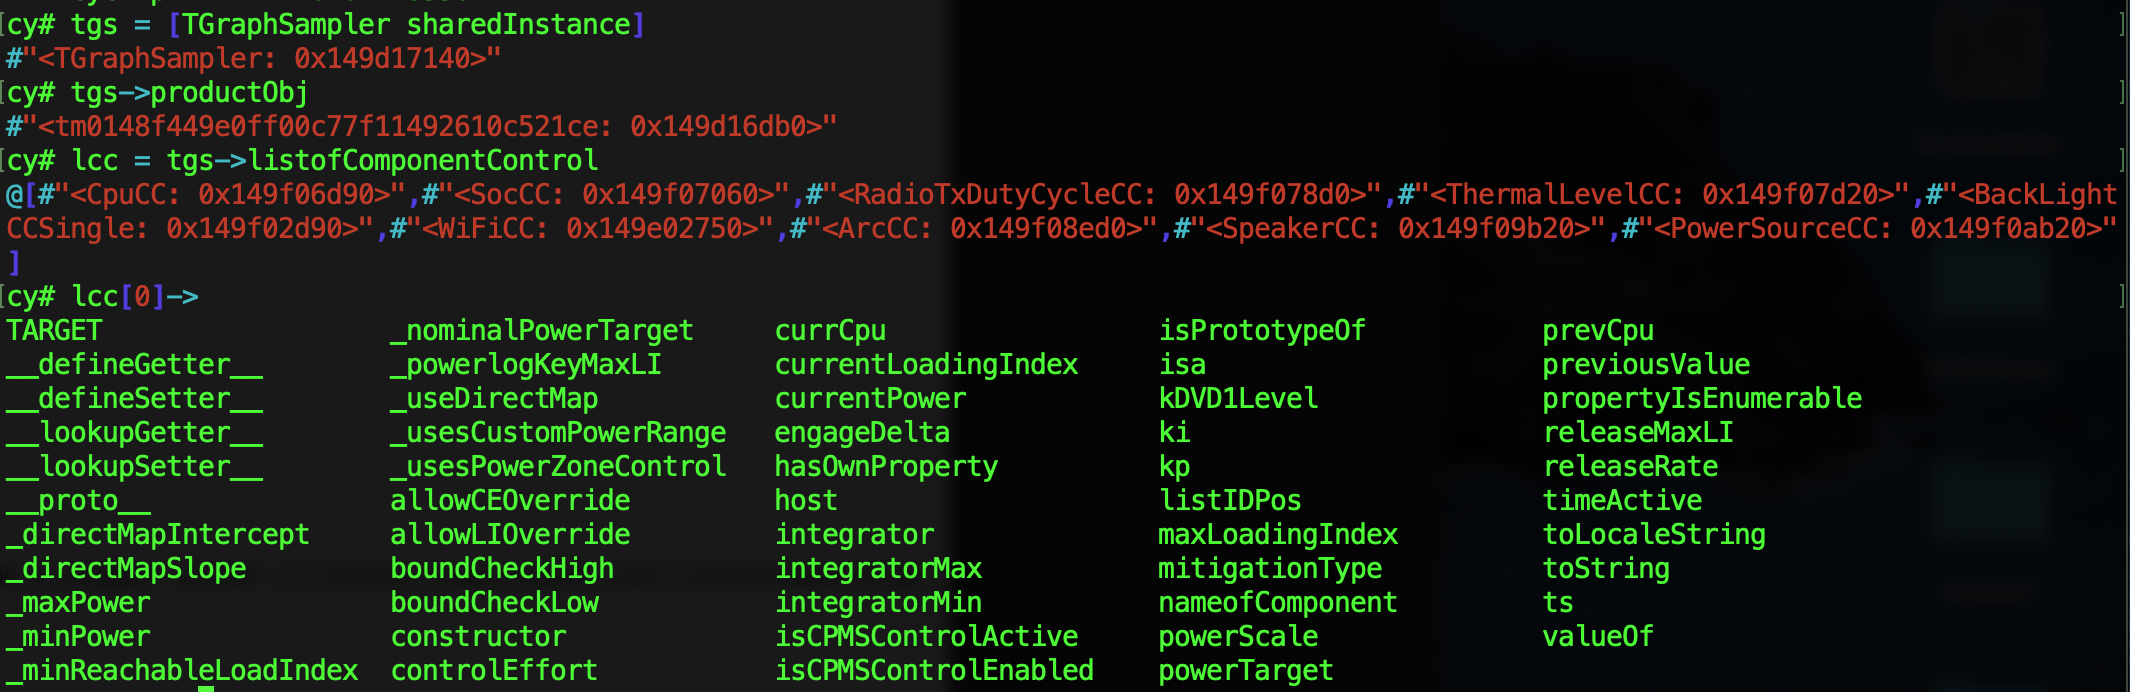 cy# tgs = [TGraphSampler sharedInstance]
#"<TGraphSampler: 0x149d17140>"
cy# tgs->productObj
#"<tm0148f449e0ff00c77f11492610c521ce: 0x149d16db0>"
cy# lcc = tgs->listofComponentControl
@[#"<CpuCC: 0x149f06d90>",#"<SocCC: 0x149f07060>",#"<RadioTxDutyCycleCC: 0x149f078d0>",#"<ThermalLevelCC: 0x149f07d20>",#"<BackLight
CCSingle: 0x149f02d90>",#"<WiFiCC: 0x149e02750>",#"<ArcCC: 0x149f08ed0>",#"<SpeakerCC: 0x149f09b20>",#"<PowerSourceCC: 0x149f0ab20>"
]
cy# lcc[0]->
TARGET _nominalPowerTarget currCpu isPrototypeOf prevCpu
__defineGetter__ _powerlogKeyMaxLI currentLoadingIndex isa previousValue
__defineSetter__ _useDirectMap currentPower kDVD1Level propertyIsEnumerable
__lookupGetter__ _usesCustomPowerRange engageDelta ki releaseMaxLI
__lookupSetter__ _usesPowerZoneControl hasOwnProperty kp releaseRate
__proto__ allowCEOverride host listIDPos timeActive
_directMapIntercept allowLIOverride integrator maxLoadingIndex toLocaleString
_directMapSlope boundCheckHigh integratorMax mitigationType toString
_maxPower boundCheckLow integratorMin nameofComponent ts
_minPower constructor isCPMSControlActive powerScale valueOf
_minReachableLoadIndex controlEffort isCPMSControlEnabled powerTarget